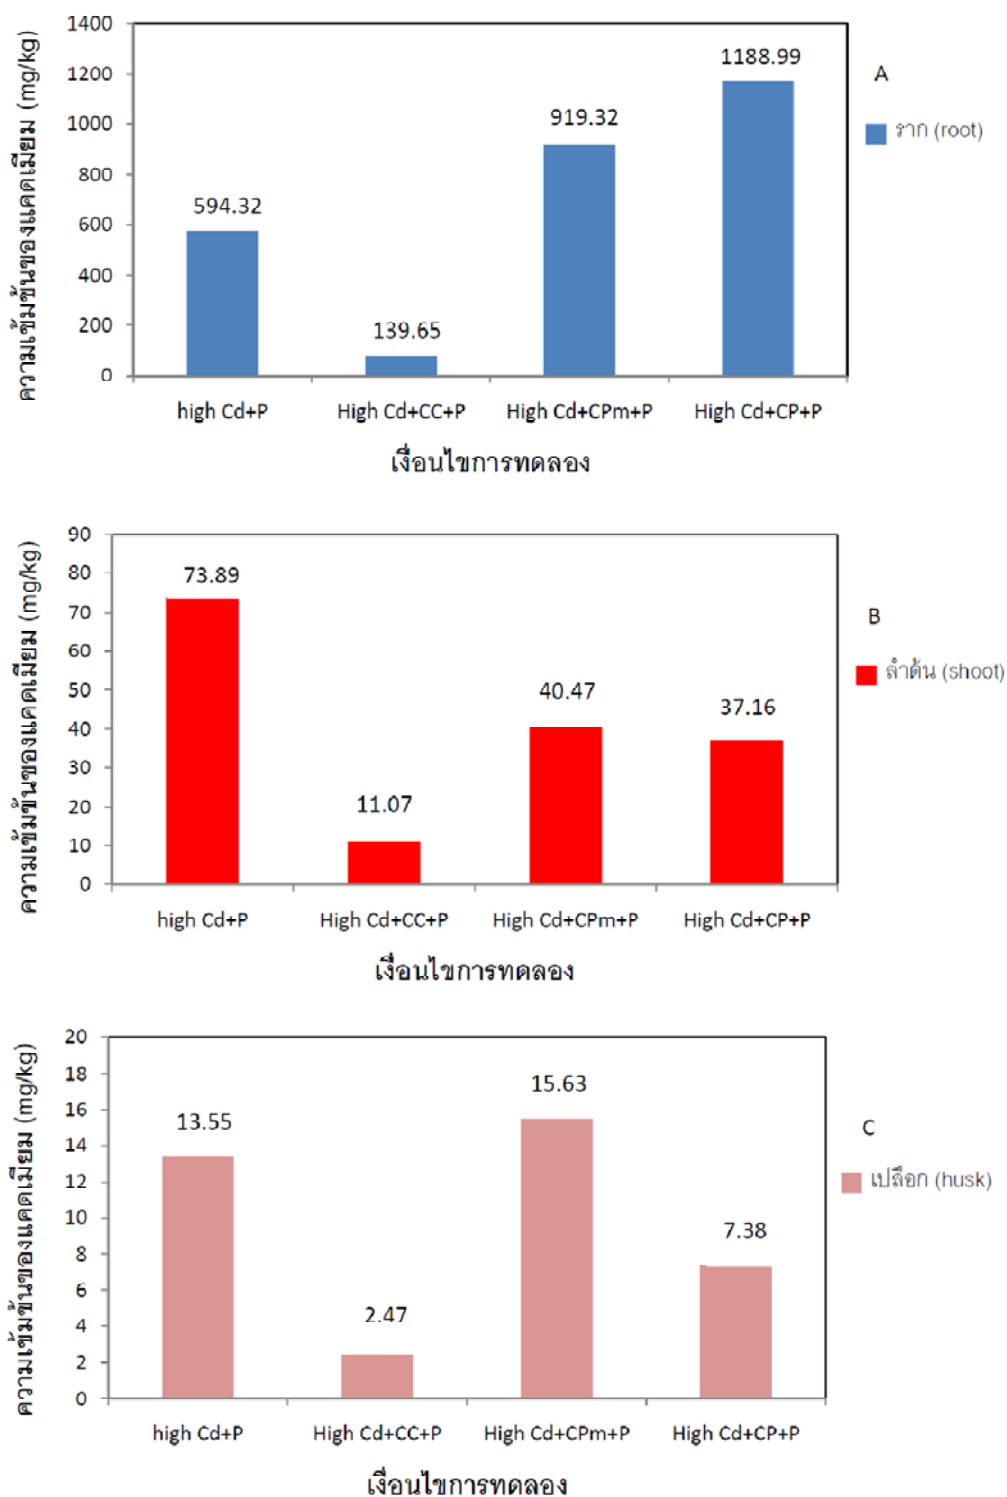 ความเข้มข้นของแคดเมียม (mg/kg)
1400
1200
1000
800
600
400
200
0
594.32
139.65
919.32
1188.99
high Cd+P
High Cd+CC+P
High Cd+CPm+P
High Cd+CP+P
เงื่อนไขการทดลอง
A
ราก (root)
ความเข้มข้นของแคดเมียม (mg/kg)
90
80
70
60
50
40
30
20
10
0
73.89
11.07
40.47
37.16
high Cd+P
High Cd+CC+P
High Cd+CPm+P
High Cd+CP+P
เงื่อนไขการทดลอง
B
ลำต้น (shoot)
ความเข้มข้นของแคดเมียม (mg/kg)
20
18
16
14
12
10
8
6
4
2
0
13.55
2.47
15.63
7.38
high Cd+P
High Cd+CC+P
High Cd+CPm+P
High Cd+CP+P
เงื่อนไขการทดลอง
C
เปลือก (husk)